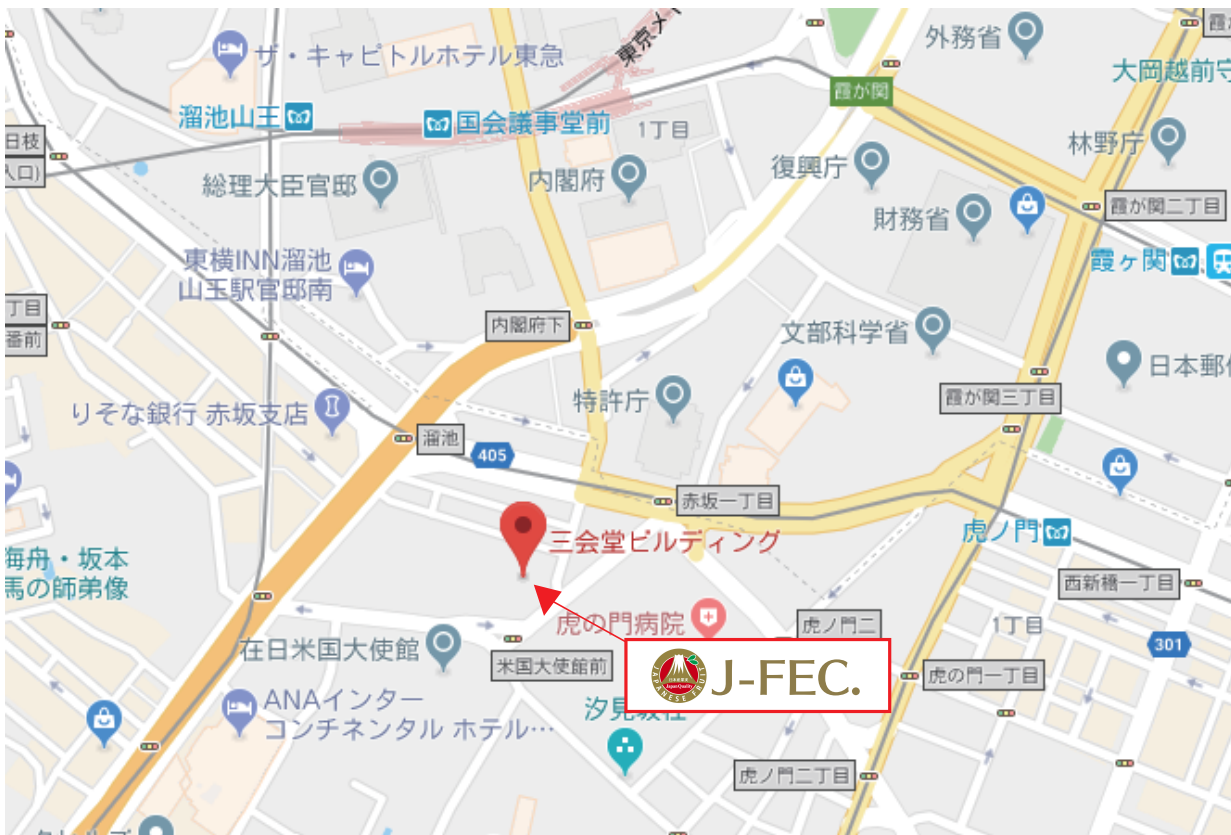 外務省
ザ・キャピトルホテル東急
東京メト
大岡越前守
霞が関
溜池山王
国会議事堂前
1丁目
日枝
入口)
林野庁
総理大臣官邸
内閣府
復興庁
財務省
霞が関二丁目
東横INN溜池
山王駅官邸南
霞ヶ関
丁目
番前
内閣府下
文部科学省
日本郵便
特許庁
りそな銀行 赤坂支店
霞が関三丁目
溜池
405
赤坂一丁目
三会堂ビルディング
虎ノ門
海舟・坂本
馬の師弟像
西新橋一丁目
虎の門病院
虎ノ門二
1丁目
301
在日米国大使館
米国大使館前
虎の門一丁目
JAPANESE FRUIT
Japan Quality
J-FEC.
ANAインター
コンチネンタル ホテル…
汐見坂
虎ノ門二丁目